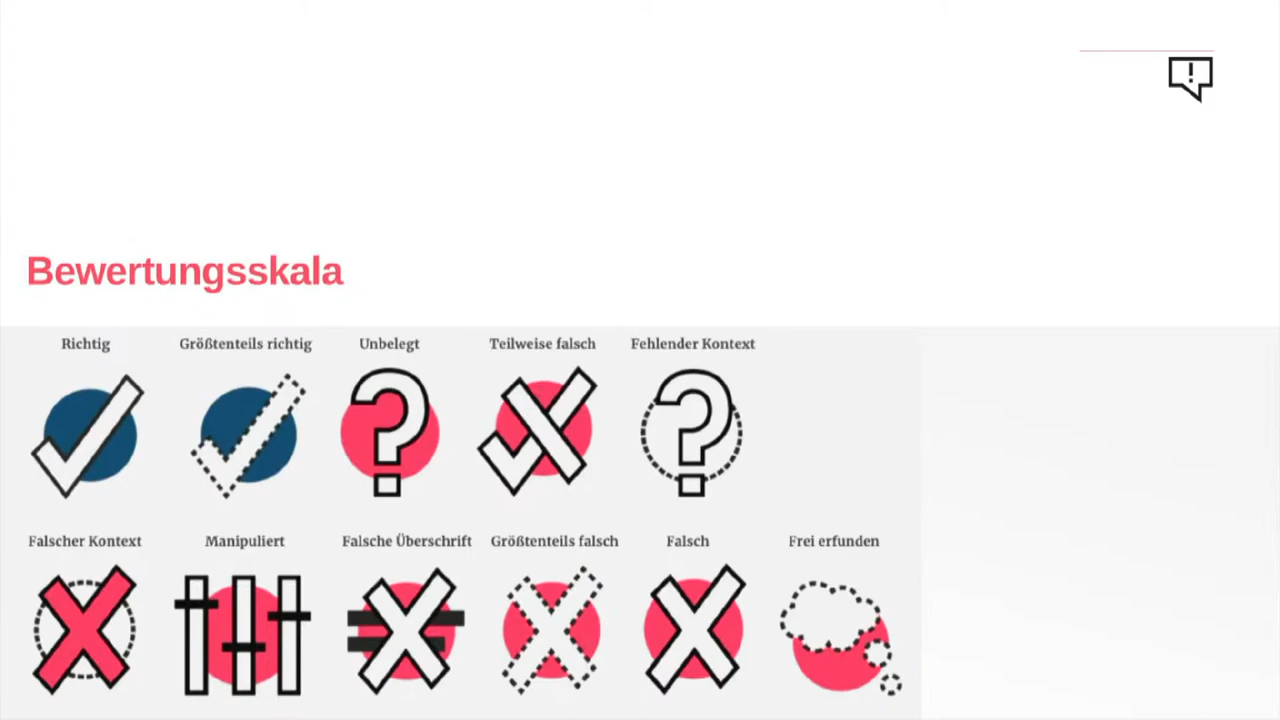 Bewertungsskala
Richtig Größtenteils richtig Unbelegt Teilweise falsch Fehlender Kontext
Falscher Kontext Manipuliert Falsche Überschrift Größtenteils falsch Falsch Frei erfunden